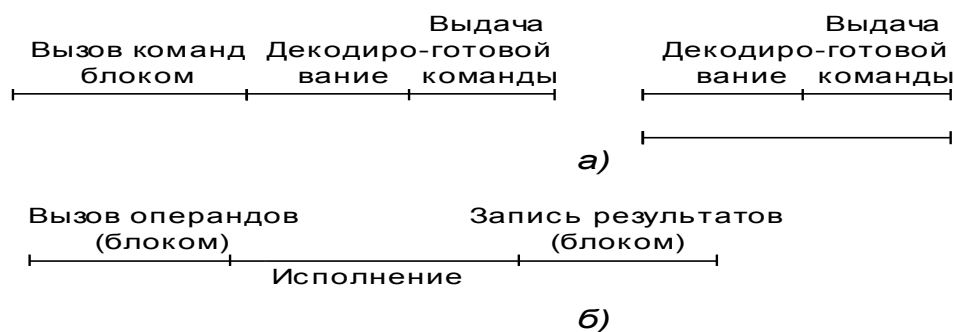 Выдача Выдача
Вызов команд Декодиро-готовой Декодиро-готовой
блоком вание команды вание команды
а)
Вызов операндов Запись результатов
(блоком) (блоком)
Исполнение
б)